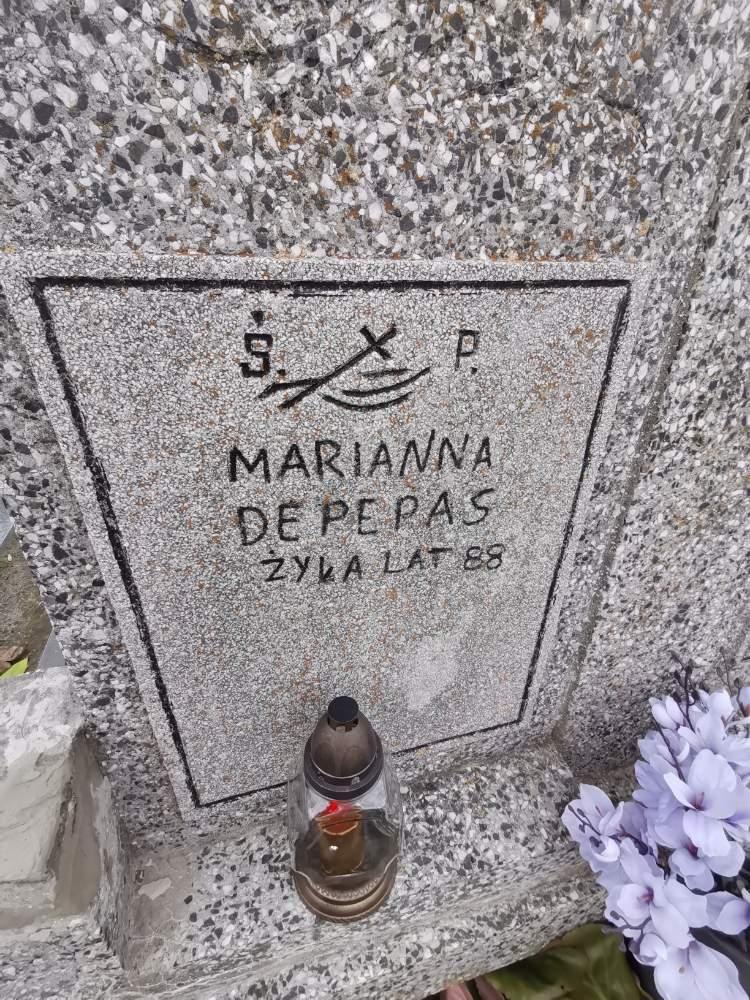 Ś. P.
MARIANNA
DEPEPAS
ŻYŁA LAT 88